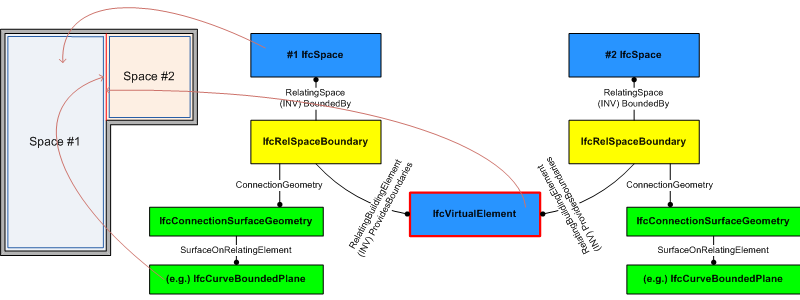 #1 IfcSpace
#2 IfcSpace
Space #2
Space #1
RelatingSpace
(INV) BoundedBy
RelatingSpace
(INV) BoundedBy
IfcRelSpaceBoundary
IfcRelSpaceBoundary
ConnectionGeometry
RelatingBuildingElement
(INV) ProvidesBoundaries
RelatingBuildingElement
(INV) ProvidesBoundaries
ConnectionGeometry
IfcVirtualElement
IfcConnectionSurfaceGeometry
IfcConnectionSurfaceGeometry
SurfaceOnRelatingElement
SurfaceOnRelatingElement
(e.g.) IfcCurveBoundedPlane
(e.g.) IfcCurveBoundedPlane